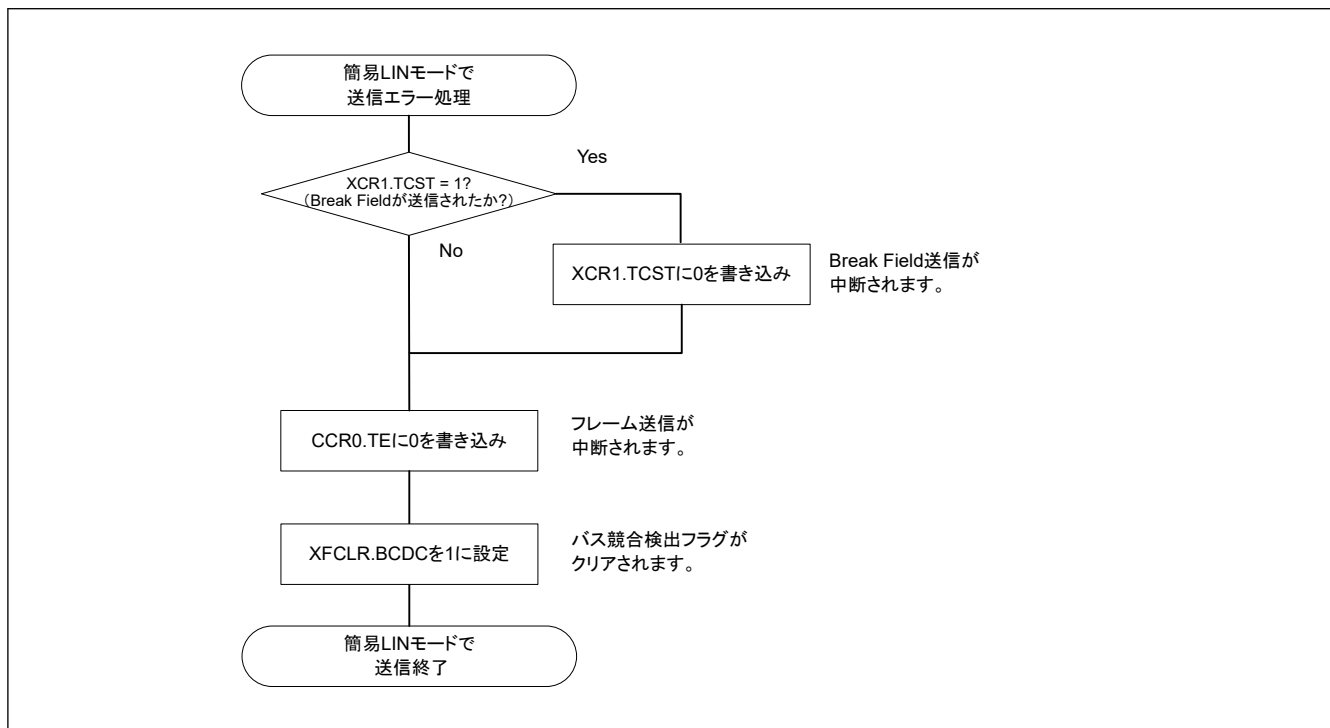 簡易LINモードで
送信エラー処理
Yes
XCR1.TCST = 1?
(Break Fieldが送信されたか?)
No
XCR1.TCSTに0を書き込み
Break Field送信が
中断されます。
CCR0.TEに0を書き込み
フレーム送信が
中断されます。
XFCLR.BCDCを1に設定
バス競合検出フラグが
クリアされます。
簡易LINモードで
送信終了